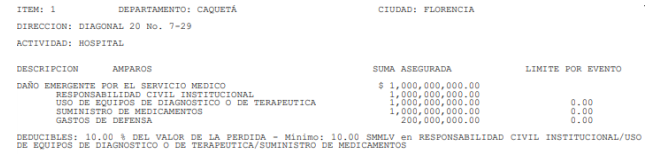 ITEM: 1 DEPARTAMENTO: CAQUETÁ CIUDAD: FLORENCIA
DIRECCION: DIAGONAL 20 No. 7-29
ACTIVIDAD: HOSPITAL
DESCRIPCION AMPAROS SUMA ASEGURADA LIMITE POR EVENTO
DAÑO EMERGENTE POR EL SERVICIO MEDICO $ 1,000,000,000.00
RESPONSABILIDAD CIVIL INSTITUCIONAL 1,000,000,000.00
USO DE EQUIPOS DE DIAGNOSTICO O DE TERAPEUTICA 1,000,000,000.00 0.00
SUMINISTRO DE MEDICAMENTOS 1,000,000,000.00 0.00
GASTOS DE DEFENSA 200,000,000.00 0.00
DEDUCIBLES: 10.00 % DEL VALOR DE LA PERDIDA - Mínimo: 10.00 SMMLV en RESPONSABILIDAD CIVIL INSTITUCIONAL/USO
DE EQUIPOS DE DIAGNOSTICO O DE TERAPEUTICA/SUMINISTRO DE MEDICAMENTOS